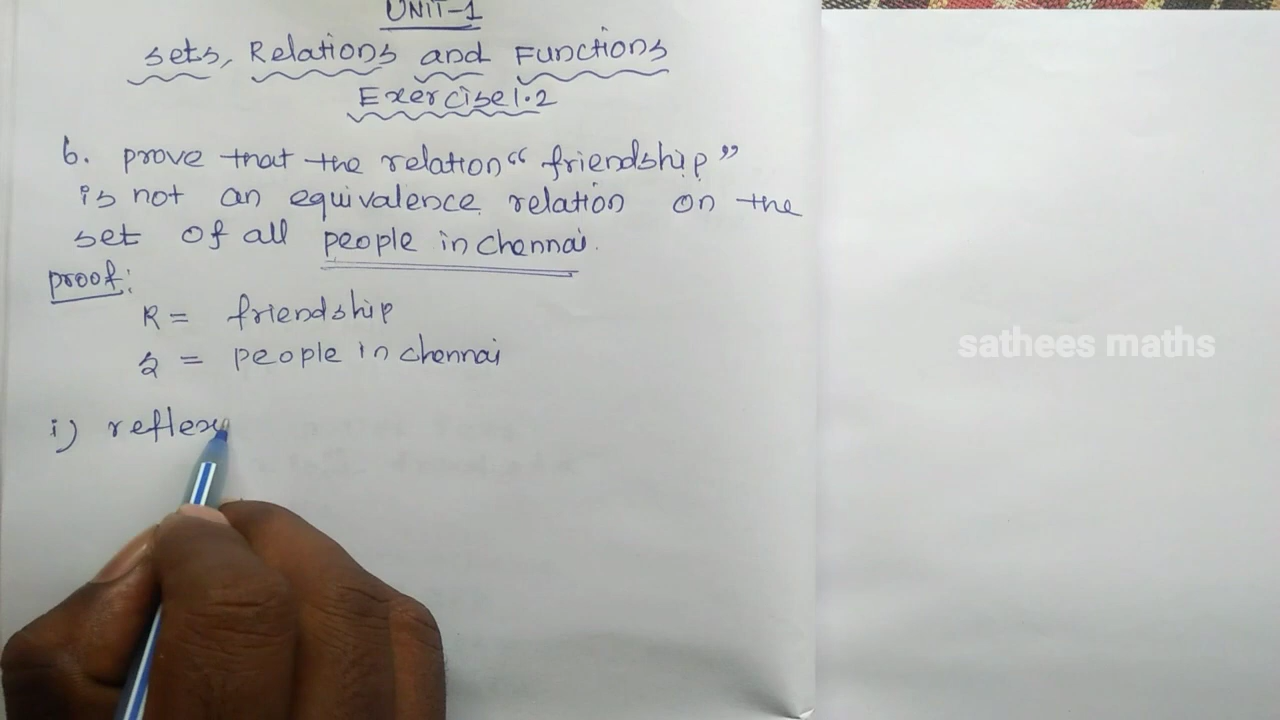 UNIT-1
sets, Relations and Functions
Exercise 1.2
6. prove that the relation "friendship"
is not an equivalence relation on the
set of all people in chennai.
proof:
R = friendship
S = people in chennai
i) reflex
sathees maths